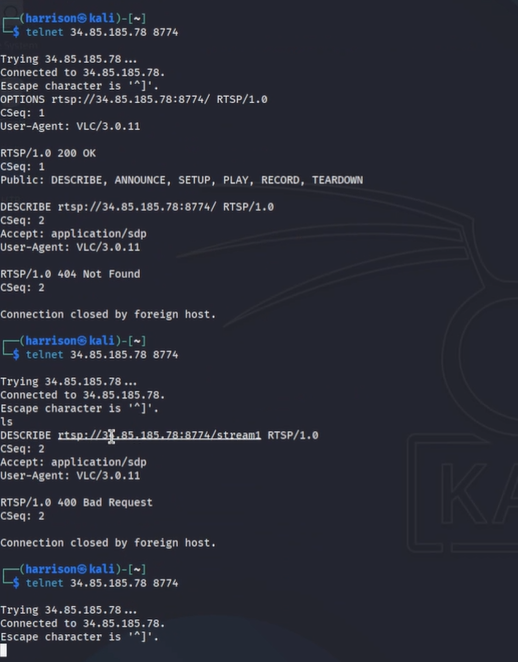 ┌──(harrison㉿kali)-[~]
└─$ telnet 34.85.185.78 8774
Trying 34.85.185.78...
Connected to 34.85.185.78.
Escape character is '^]'.
OPTIONS rtsp://34.85.185.78:8774/ RTSP/1.0
CSeq: 1
User-Agent: VLC/3.0.11
RTSP/1.0 200 OK
CSeq: 1
Public: DESCRIBE, ANNOUNCE, SETUP, PLAY, RECORD, TEARDOWN
DESCRIBE rtsp://34.85.185.78:8774/ RTSP/1.0
CSeq: 2
Accept: application/sdp
User-Agent: VLC/3.0.11
RTSP/1.0 404 Not Found
CSeq: 2
Connection closed by foreign host.
┌──(harrison㉿kali)-[~]
└─$ telnet 34.85.185.78 8774
Trying 34.85.185.78...
Connected to 34.85.185.78.
Escape character is '^]'.
ls
DESCRIBE rtsp://34.85.185.78:8774/stream1 RTSP/1.0
CSeq: 2
Accept: application/sdp
User-Agent: VLC/3.0.11
RTSP/1.0 400 Bad Request
CSeq: 2
Connection closed by foreign host.
┌──(harrison㉿kali)-[~]
└─$ telnet 34.85.185.78 8774
Trying 34.85.185.78...
Connected to 34.85.185.78.
Escape character is '^]'.
KA